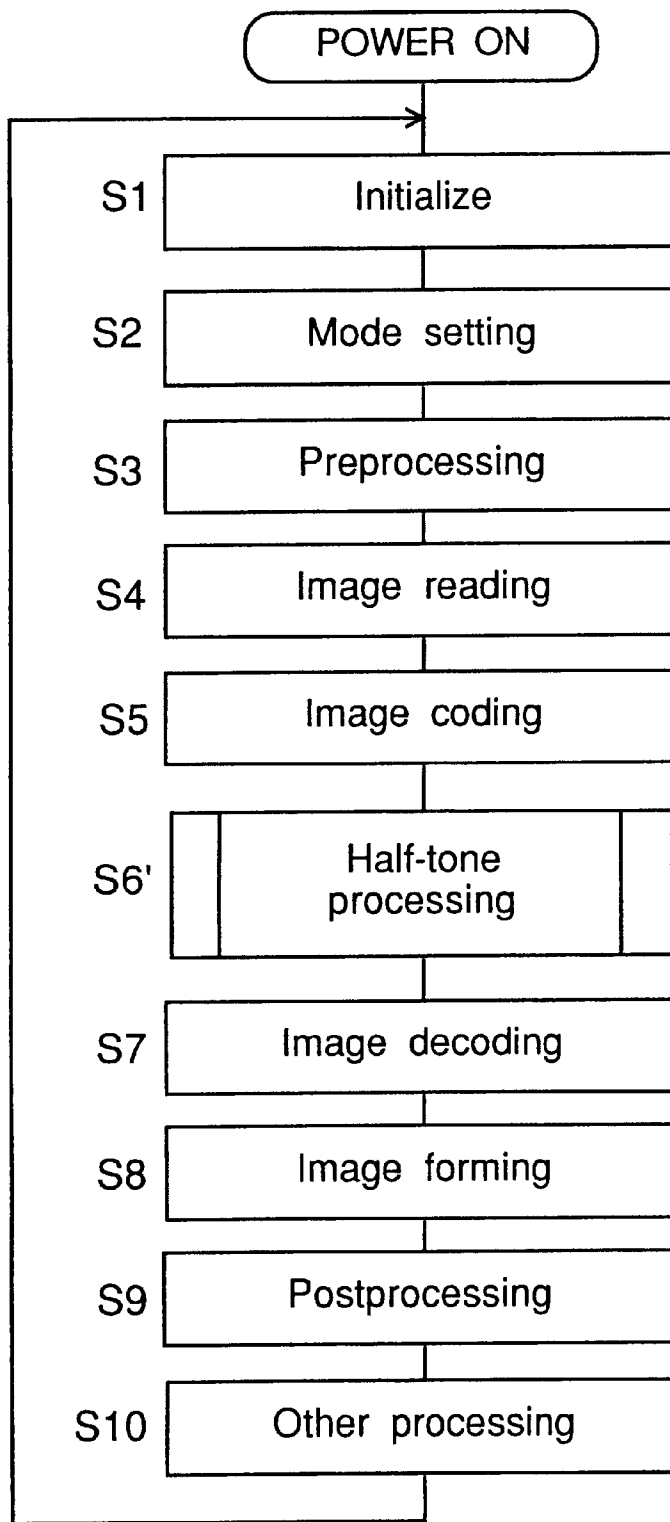 POWER ON
S1 Initialize
S2 Mode setting
S3 Preprocessing
S4 Image reading
S5 Image coding
S6' Half-tone
processing
S7 Image decoding
S8 Image forming
S9 Postprocessing
S10 Other processing